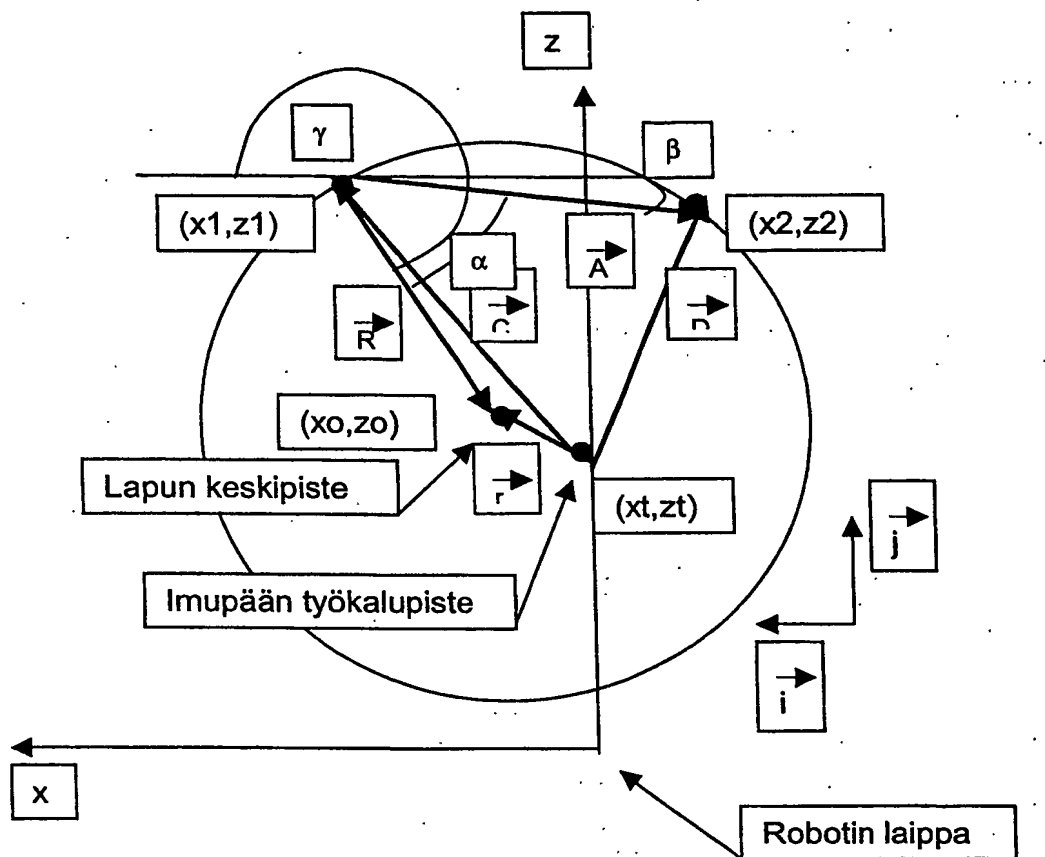 z
γ
β
(x1,z1)
(x2,z2)
α
A
R
(xo,zo)
Lapun keskipiste
r
(xt,zt)
j
Imupään työkalupiste
i
x
Robotin laippa